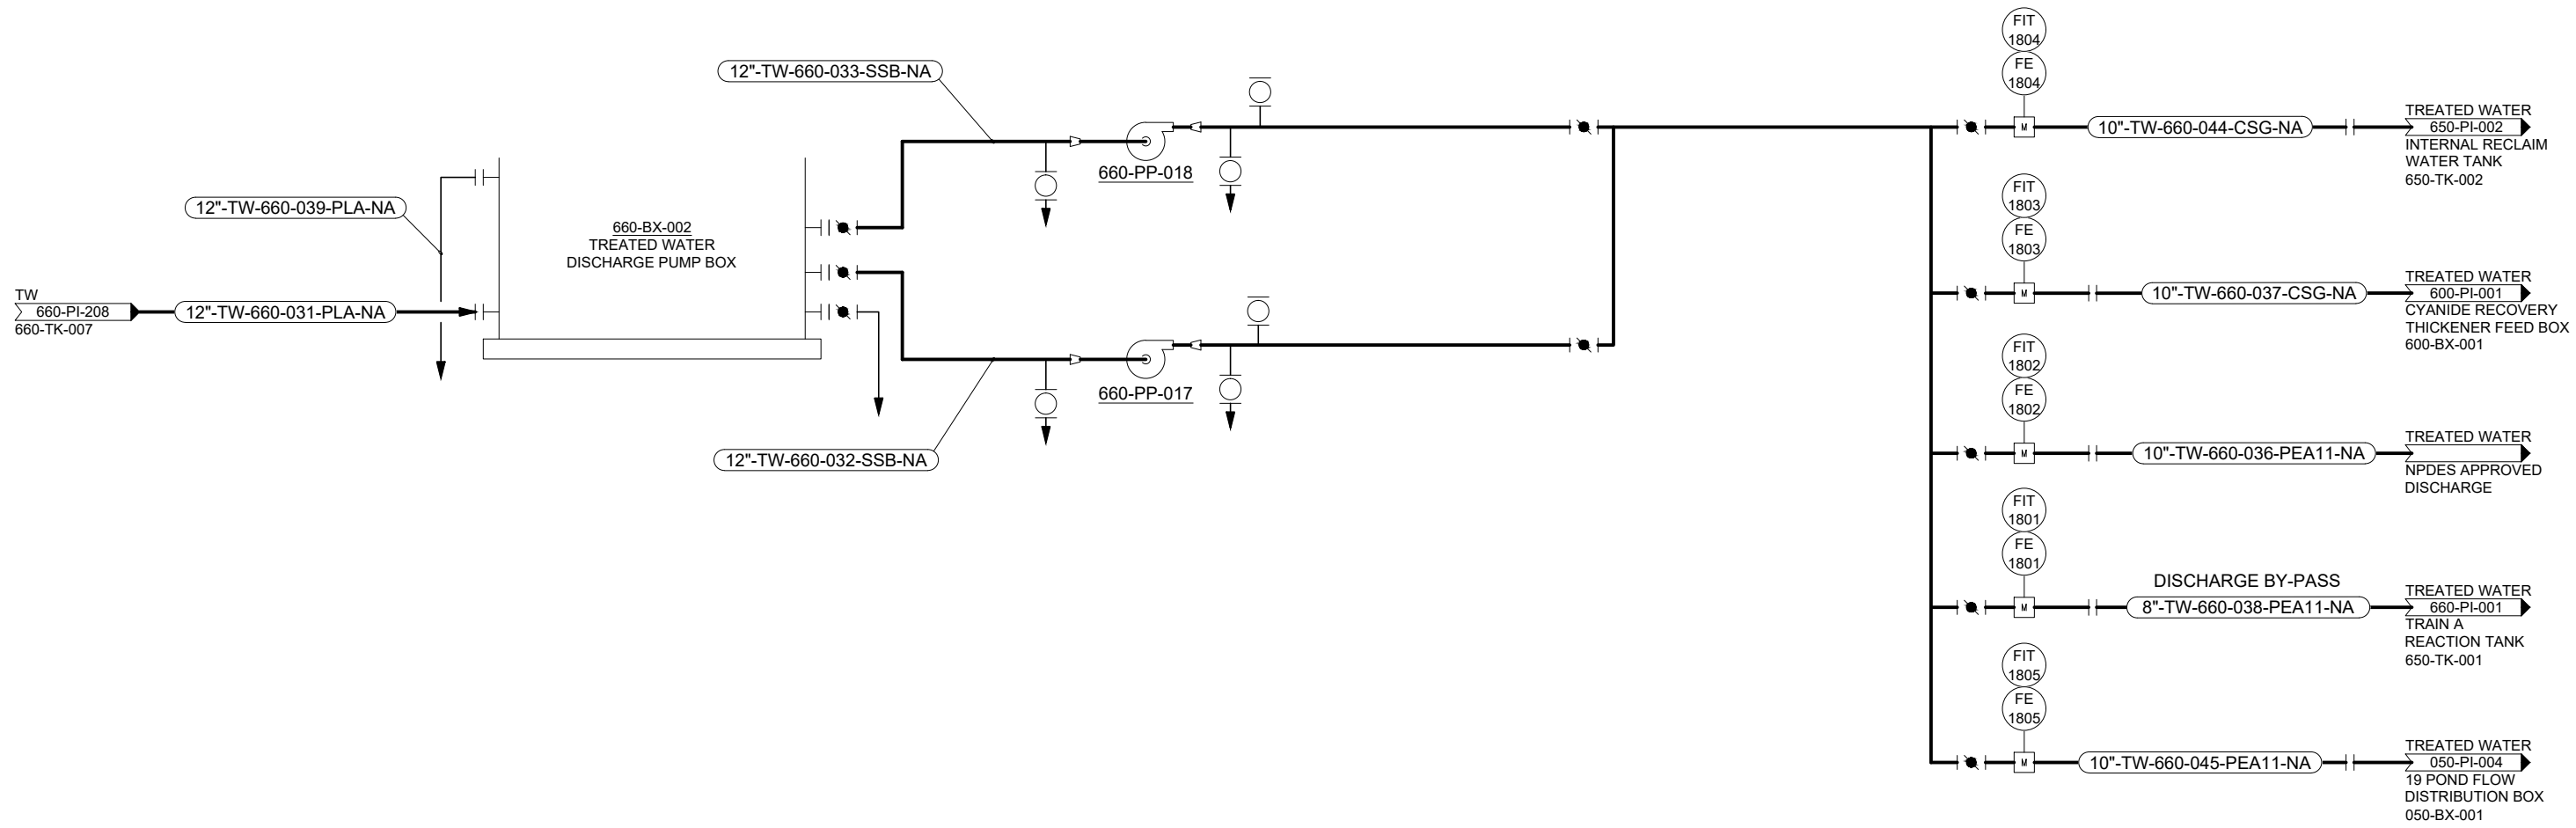 TW
660-PI-208
660-TK-007
12"-TW-660-031-PLA-NA
12"-TW-660-039-PLA-NA
660-BX-002
TREATED WATER
DISCHARGE PUMP BOX
12"-TW-660-033-SSB-NA
660-PP-018
12"-TW-660-032-SSB-NA
660-PP-017
FIT
1804
FE
1804
M
10"-TW-660-044-CSG-NA
TREATED WATER
650-PI-002
INTERNAL RECLAIM
WATER TANK
650-TK-002
FIT
1803
FE
1803
M
10"-TW-660-037-CSG-NA
TREATED WATER
600-PI-001
CYANIDE RECOVERY
THICKENER FEED BOX
600-BX-001
FIT
1802
FE
1802
M
10"-TW-660-036-PEA11-NA
TREATED WATER
NPDES APPROVED
DISCHARGE
FIT
1801
FE
1801
M
DISCHARGE BY-PASS
8"-TW-660-038-PEA11-NA
TREATED WATER
660-PI-001
TRAIN A
REACTION TANK
650-TK-001
FIT
1805
FE
1805
M
10"-TW-660-045-PEA11-NA
TREATED WATER
050-PI-004
19 POND FLOW
DISTRIBUTION BOX
050-BX-001